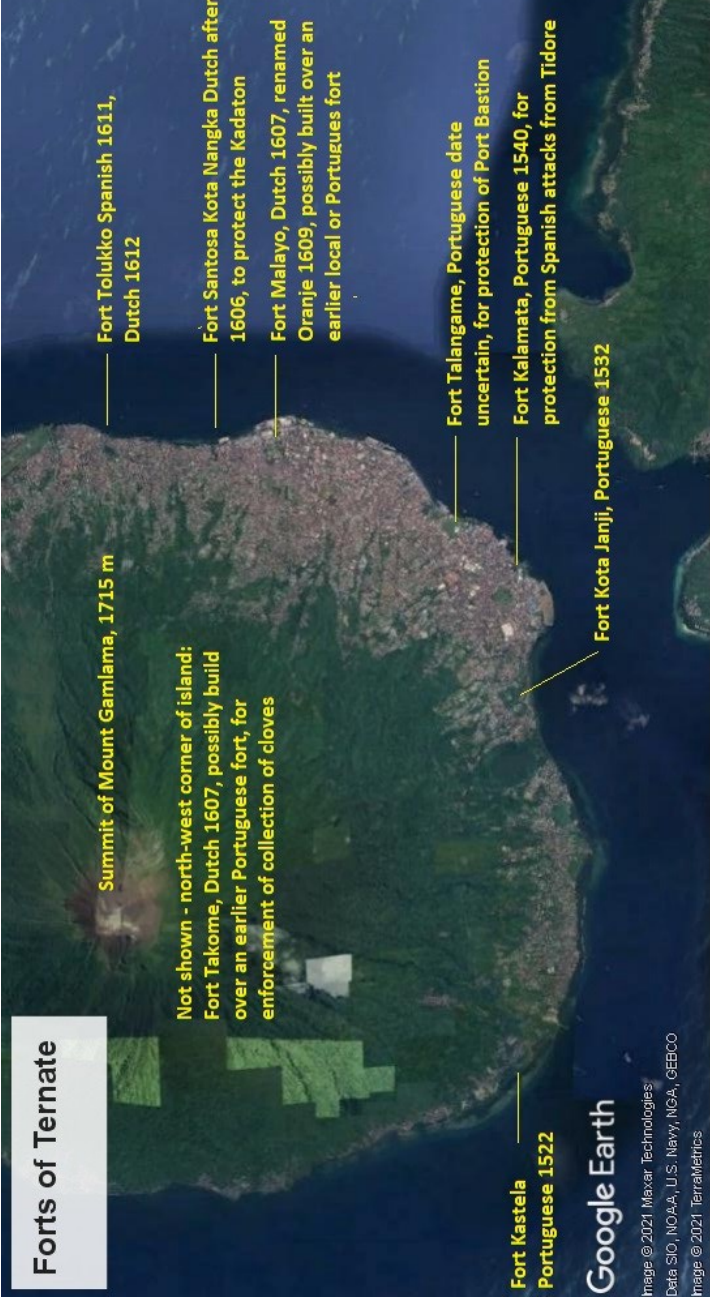 Forts of Ternate
Summit of Mount Gamlama, 1715 m
Not shown - north-west corner of island:
Fort Takome, Dutch 1607, possibly build
over an earlier Portuguese fort, for
enforcement of collection of cloves
Fort Tolukko Spanish 1611,
Dutch 1612
Fort Santosa Kota Nangka Dutch after
1606, to protect the Kadaton
Fort Malayo, Dutch 1607, renamed
Oranje 1609, possibly built over an
earlier local or Portugues fort
Fort Talangame, Portuguese date
uncertain, for protection of Port Bastion
Fort Kalamata, Portuguese 1540, for
protection from Spanish attacks from Tidore
Fort Kota Janji, Portuguese 1532
Fort Kastela
Portuguese 1522
Google Earth
Image © 2021 Maxar Technologies
Data SIO, NOAA, U.S. Navy, NGA, GEBCO
Image © 2021 TerraMetrics